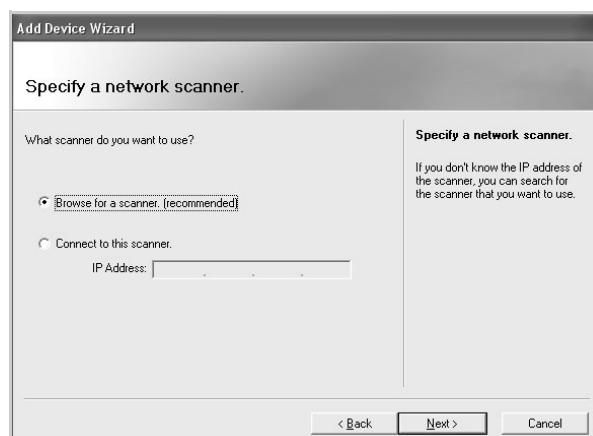 Add Device Wizard
Specify a network scanner.
What scanner do you want to use?
Browse for a scanner. (recommended)
Connect to this scanner.
IP Address: . . .
Specify a network scanner.
If you don't know the IP address of
the scanner, you can search for
the scanner that you want to use.
< Back
Next >
Cancel